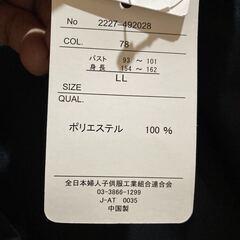 No 2227-492028
COL. 78
バスト 93 ～ 101
身長 154 ～ 162
LL
SIZE
QUAL.
ポリエステル 100 %
全日本婦人子供服工業組合連合会
03-3866-1299
J-AT 0035
中国製